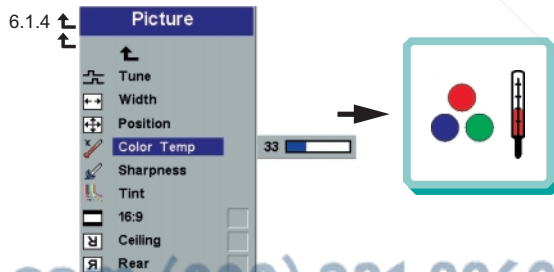 6.1.4
Picture
Tune
Width
Position
Color Temp 33
Sharpness
Tint
16:9
Ceiling
Rear